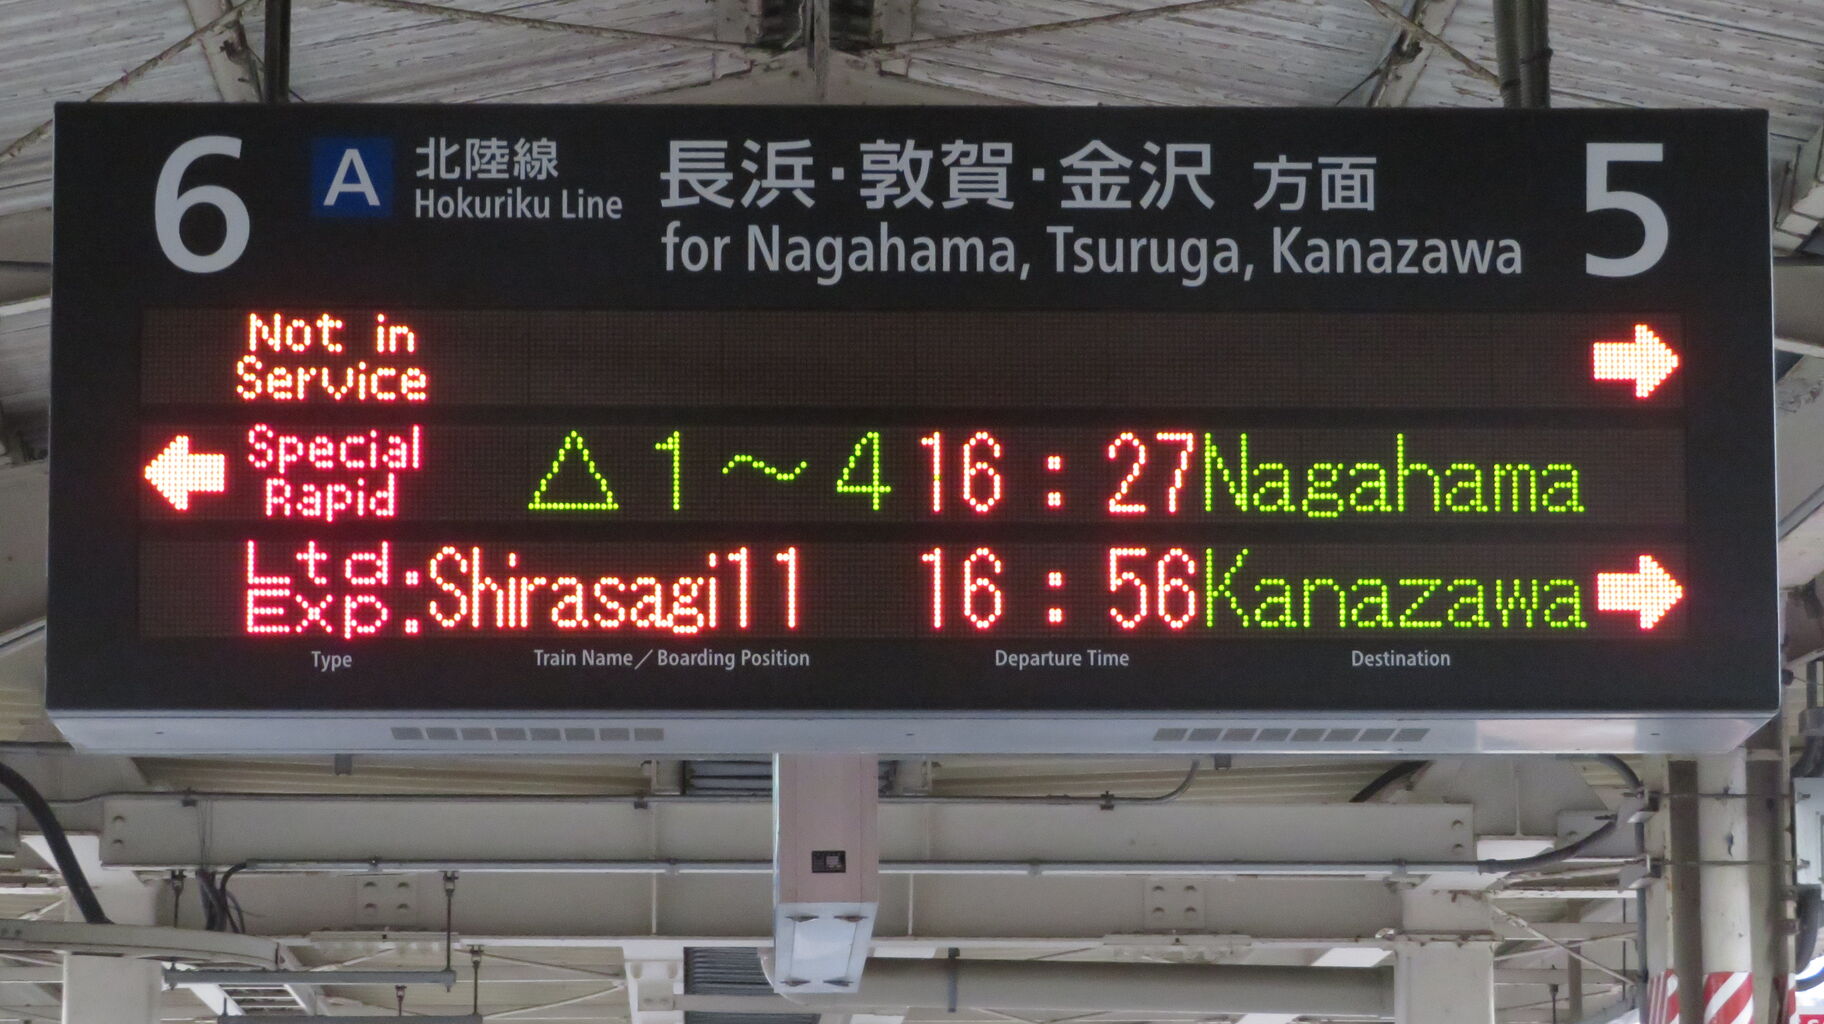 6
A
北陸線
Hokuriku Line
長浜・敦賀・金沢 方面
for Nagahama, Tsuruga, Kanazawa
5
Not in
Service
Special
Rapid
△1～4 16:27 Nagahama
Ltd.
Exp.
Shirasagi11 16:56 Kanazawa
Type
Train Name／Boarding Position
Departure Time
Destination